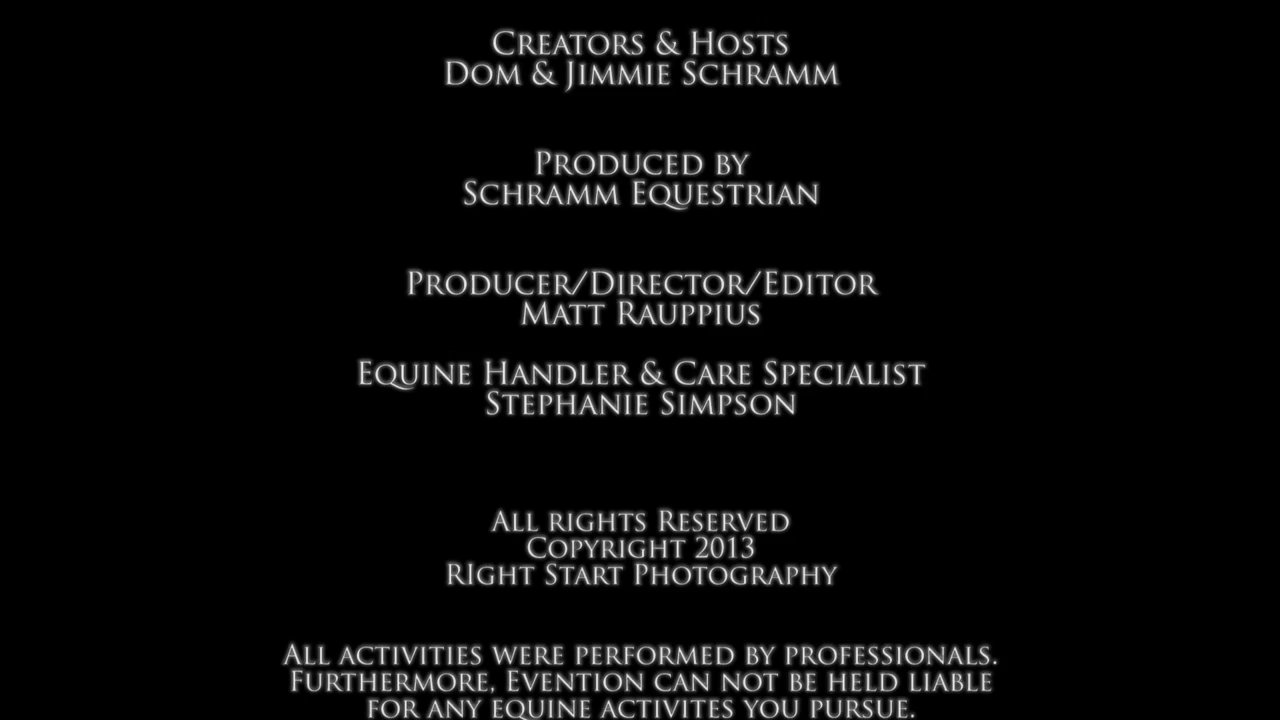 Creators & Hosts
Dom & Jimmie Schramm
Produced by
Schramm Equestrian
Producer/Director/Editor
Matt Rauppius
Equine Handler & Care Specialist
Stephanie Simpson
All rights Reserved
Copyright 2013
RIght Start Photography
All activities were performed by professionals.
Furthermore, Evention can not be held liable
for any equine activites you pursue.